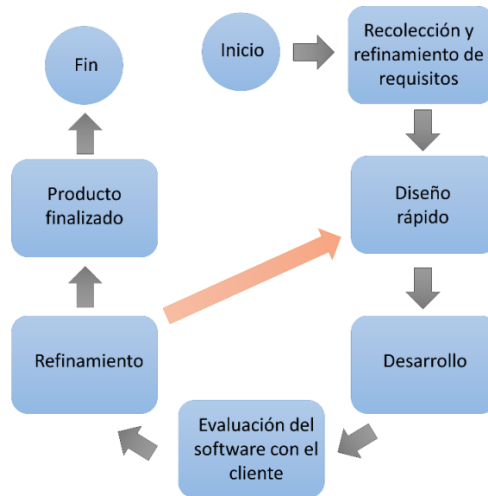 Inicio
Recolección y
refinamiento de
requisitos
Diseño
rápido
Desarrollo
Evaluación del
software con el
cliente
Refinamiento
Producto
finalizado
Fin